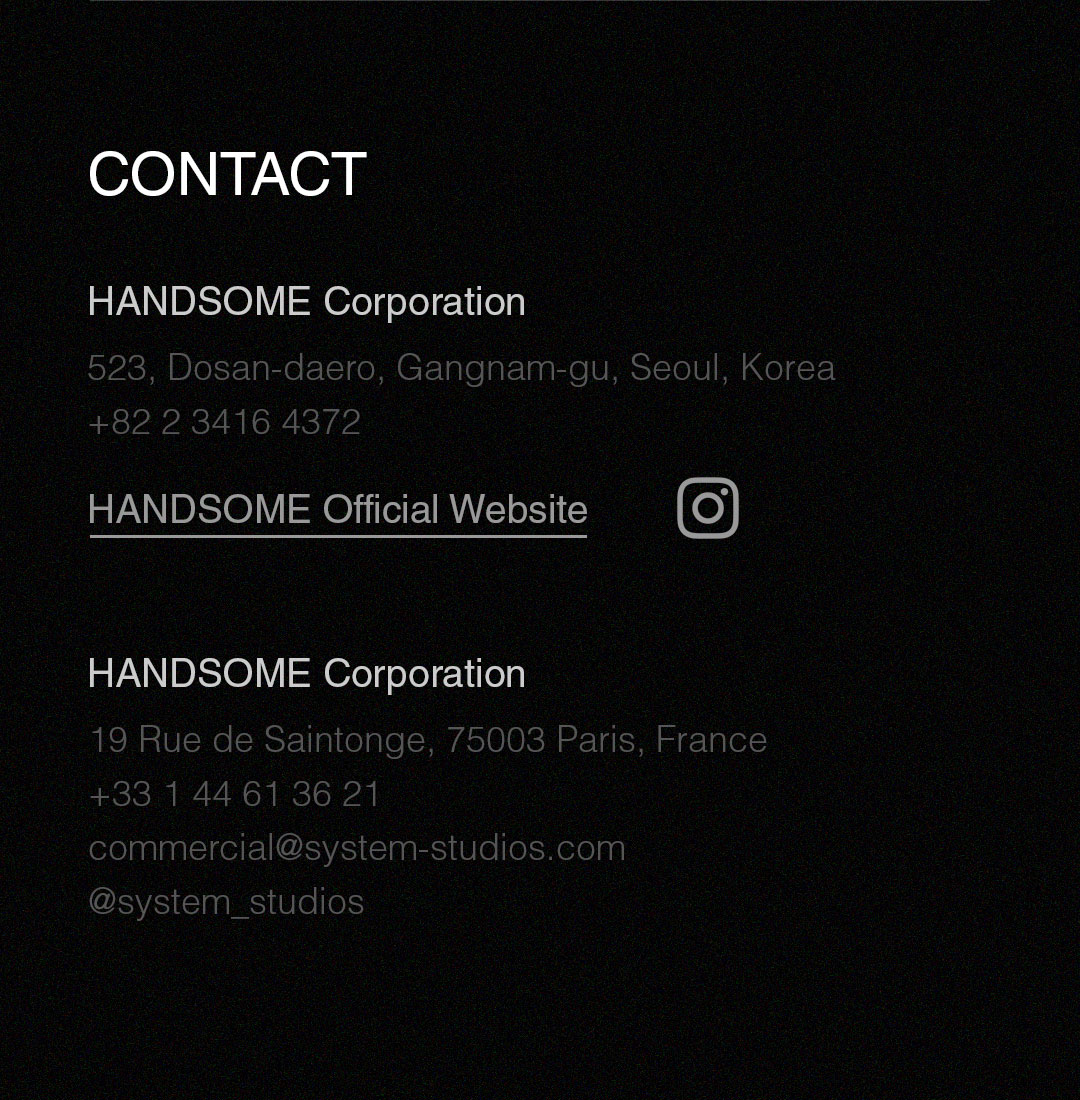 CONTACT
HANDSOME Corporation
523, Dosan-daero, Gangnam-gu, Seoul, Korea
+82 2 3416 4372
HANDSOME Official Website
HANDSOME Corporation
19 Rue de Saintonge, 75003 Paris, France
+33 1 44 61 36 21
commercial@system-studios.com
@system_studios